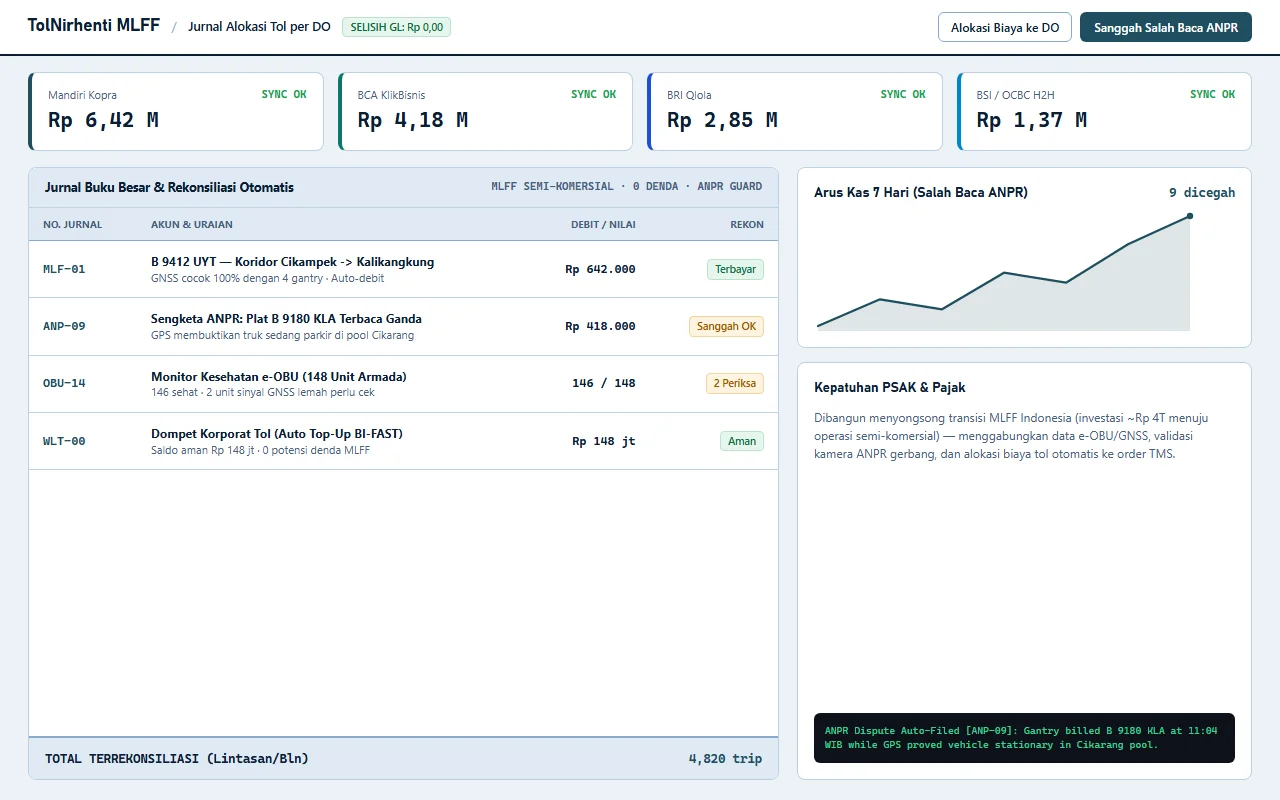 TolNirhenti MLFF / Jurnal Alokasi Tol per DO SELISIH GL: Rp 0,00 Alokasi Biaya ke DO Sanggah Salah Baca ANPR
Mandiri Kopra SYNC OK
Rp 6,42 M
BCA KlikBisnis SYNC OK
Rp 4,18 M
BRI Qlola SYNC OK
Rp 2,85 M
BSI / OCBC H2H SYNC OK
Rp 1,37 M
Jurnal Buku Besar & Rekonsiliasi Otomatis MLFF SEMI-KOMERSIAL · 0 DENDA · ANPR GUARD
NO. JURNAL AKUN & URAIAN DEBIT / NILAI REKON
MLF-01 B 9412 UYT — Koridor Cikampek -> Kalikangkung Rp 642.000 Terbayar
GNSS cocok 100% dengan 4 gantry · Auto-debit
ANP-09 Sengketa ANPR: Plat B 9180 KLA Terbaca Ganda Rp 418.000 Sanggah OK
GPS membuktikan truk sedang parkir di pool Cikarang
OBU-14 Monitor Kesehatan e-OBU (148 Unit Armada) 146 / 148 2 Periksa
146 sehat · 2 unit sinyal GNSS lemah perlu cek
WLT-00 Dompet Korporat Tol (Auto Top-Up BI-FAST) Rp 148 jt Aman
Saldo aman Rp 148 jt · 0 potensi denda MLFF
TOTAL TERREKONSILIASI (Lintasan/Bln) 4,820 trip
Arus Kas 7 Hari (Salah Baca ANPR) 9 dicegah
Kepatuhan PSAK & Pajak
Dibangun menyongsong transisi MLFF Indonesia (investasi ~Rp 4T menuju
operasi semi-komersial) — menggabungkan data e-OBU/GNSS, validasi
kamera ANPR gerbang, dan alokasi biaya tol otomatis ke order TMS.
ANPR Dispute Auto-Filed [ANP-09]: Gantry billed B 9180 KLA at 11:04
WIB while GPS proved vehicle stationary in Cikarang pool.